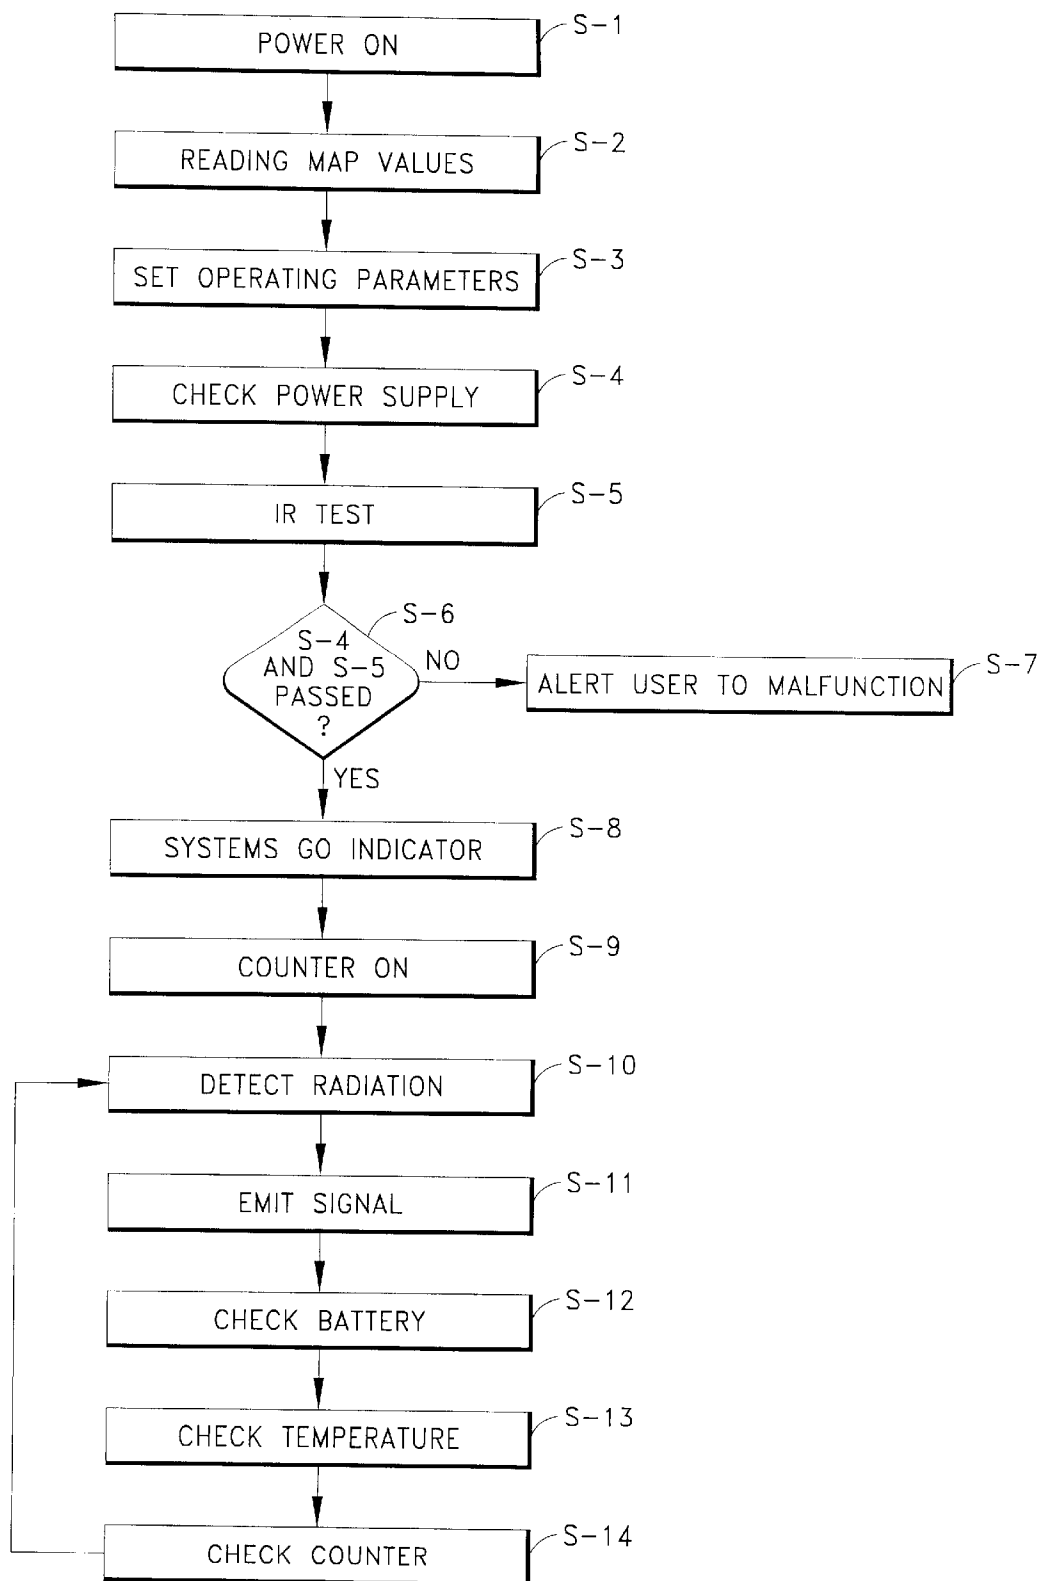 POWER ON
S-1
READING MAP VALUES
S-2
SET OPERATING PARAMETERS
S-3
CHECK POWER SUPPLY
S-4
IR TEST
S-5
S-6
S-4
AND S-5
PASSED
?
NO
ALERT USER TO MALFUNCTION
S-7
YES
SYSTEMS GO INDICATOR
S-8
COUNTER ON
S-9
DETECT RADIATION
S-10
EMIT SIGNAL
S-11
CHECK BATTERY
S-12
CHECK TEMPERATURE
S-13
CHECK COUNTER
S-14